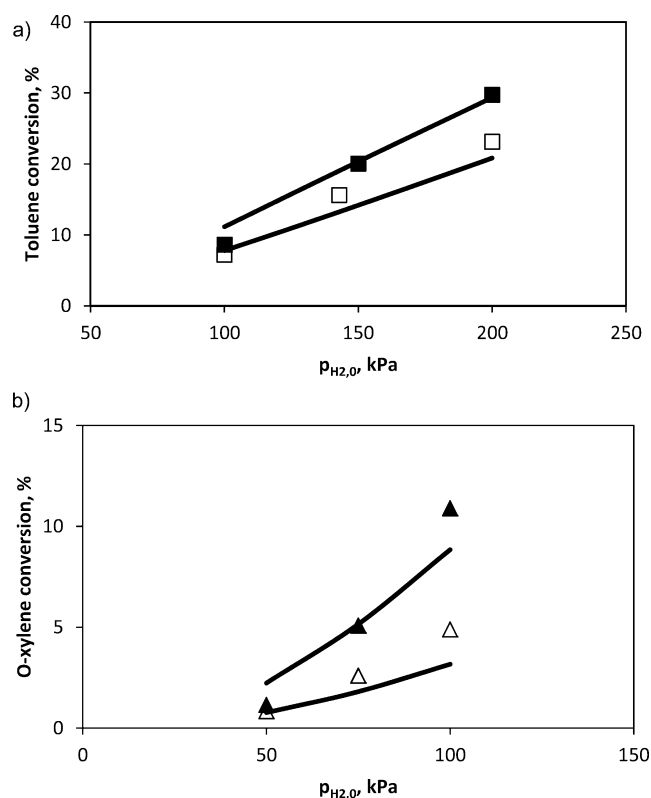 a)
40
30
20
10
0
Toluene conversion, %
50 100 150 200 250
pH2,0, kPa
b)
15
10
5
0
O-xylene conversion, %
0 50 100 150
pH2,0, kPa